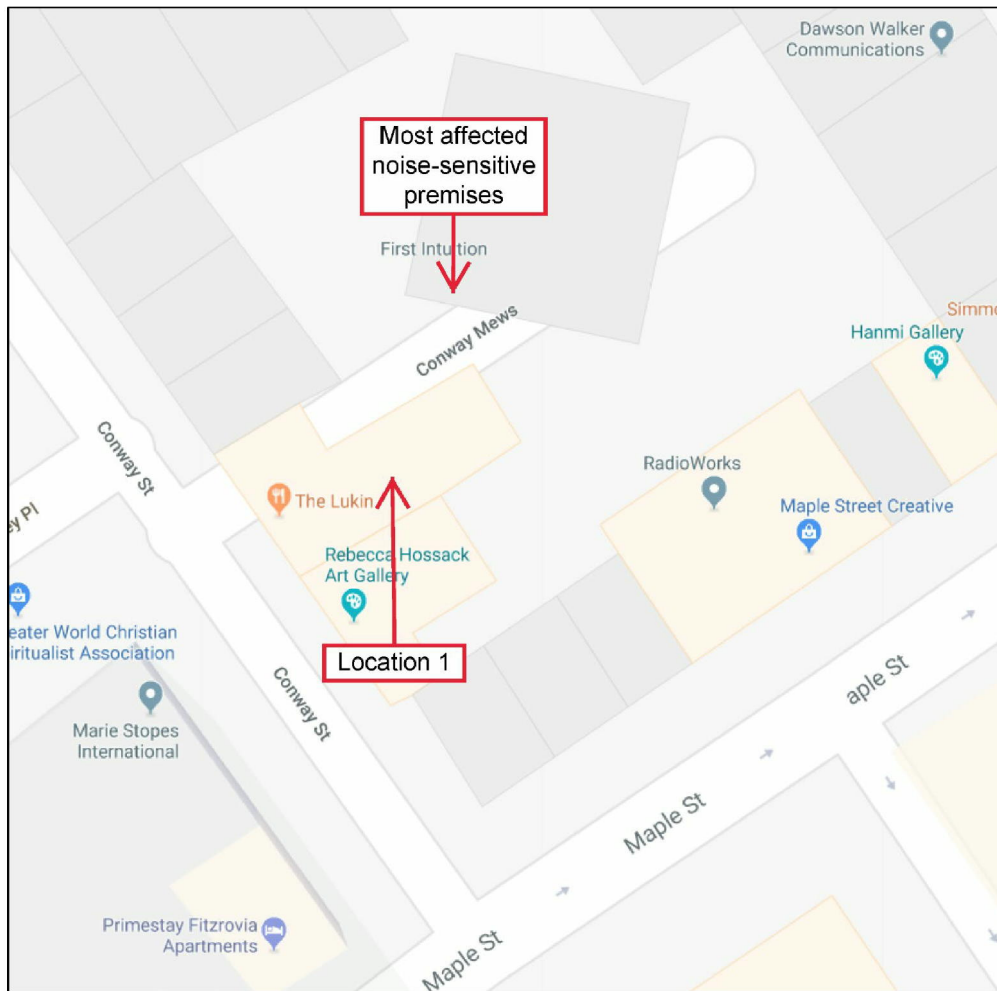 Dawson Walker
Communications
Most affected
noise-sensitive
premises
First Intuition
Conway Mews
Simmo
Hanmi Gallery
Conway St
RadioWorks
The Lukin
Maple Street Creative
ey Pl
Rebecca Hossack
Art Gallery
eater World Christian
iritualist Association
Location 1
Conway St
aple St
Marie Stopes
International
Maple St
Primestay Fitzrovia
Apartments
Maple St